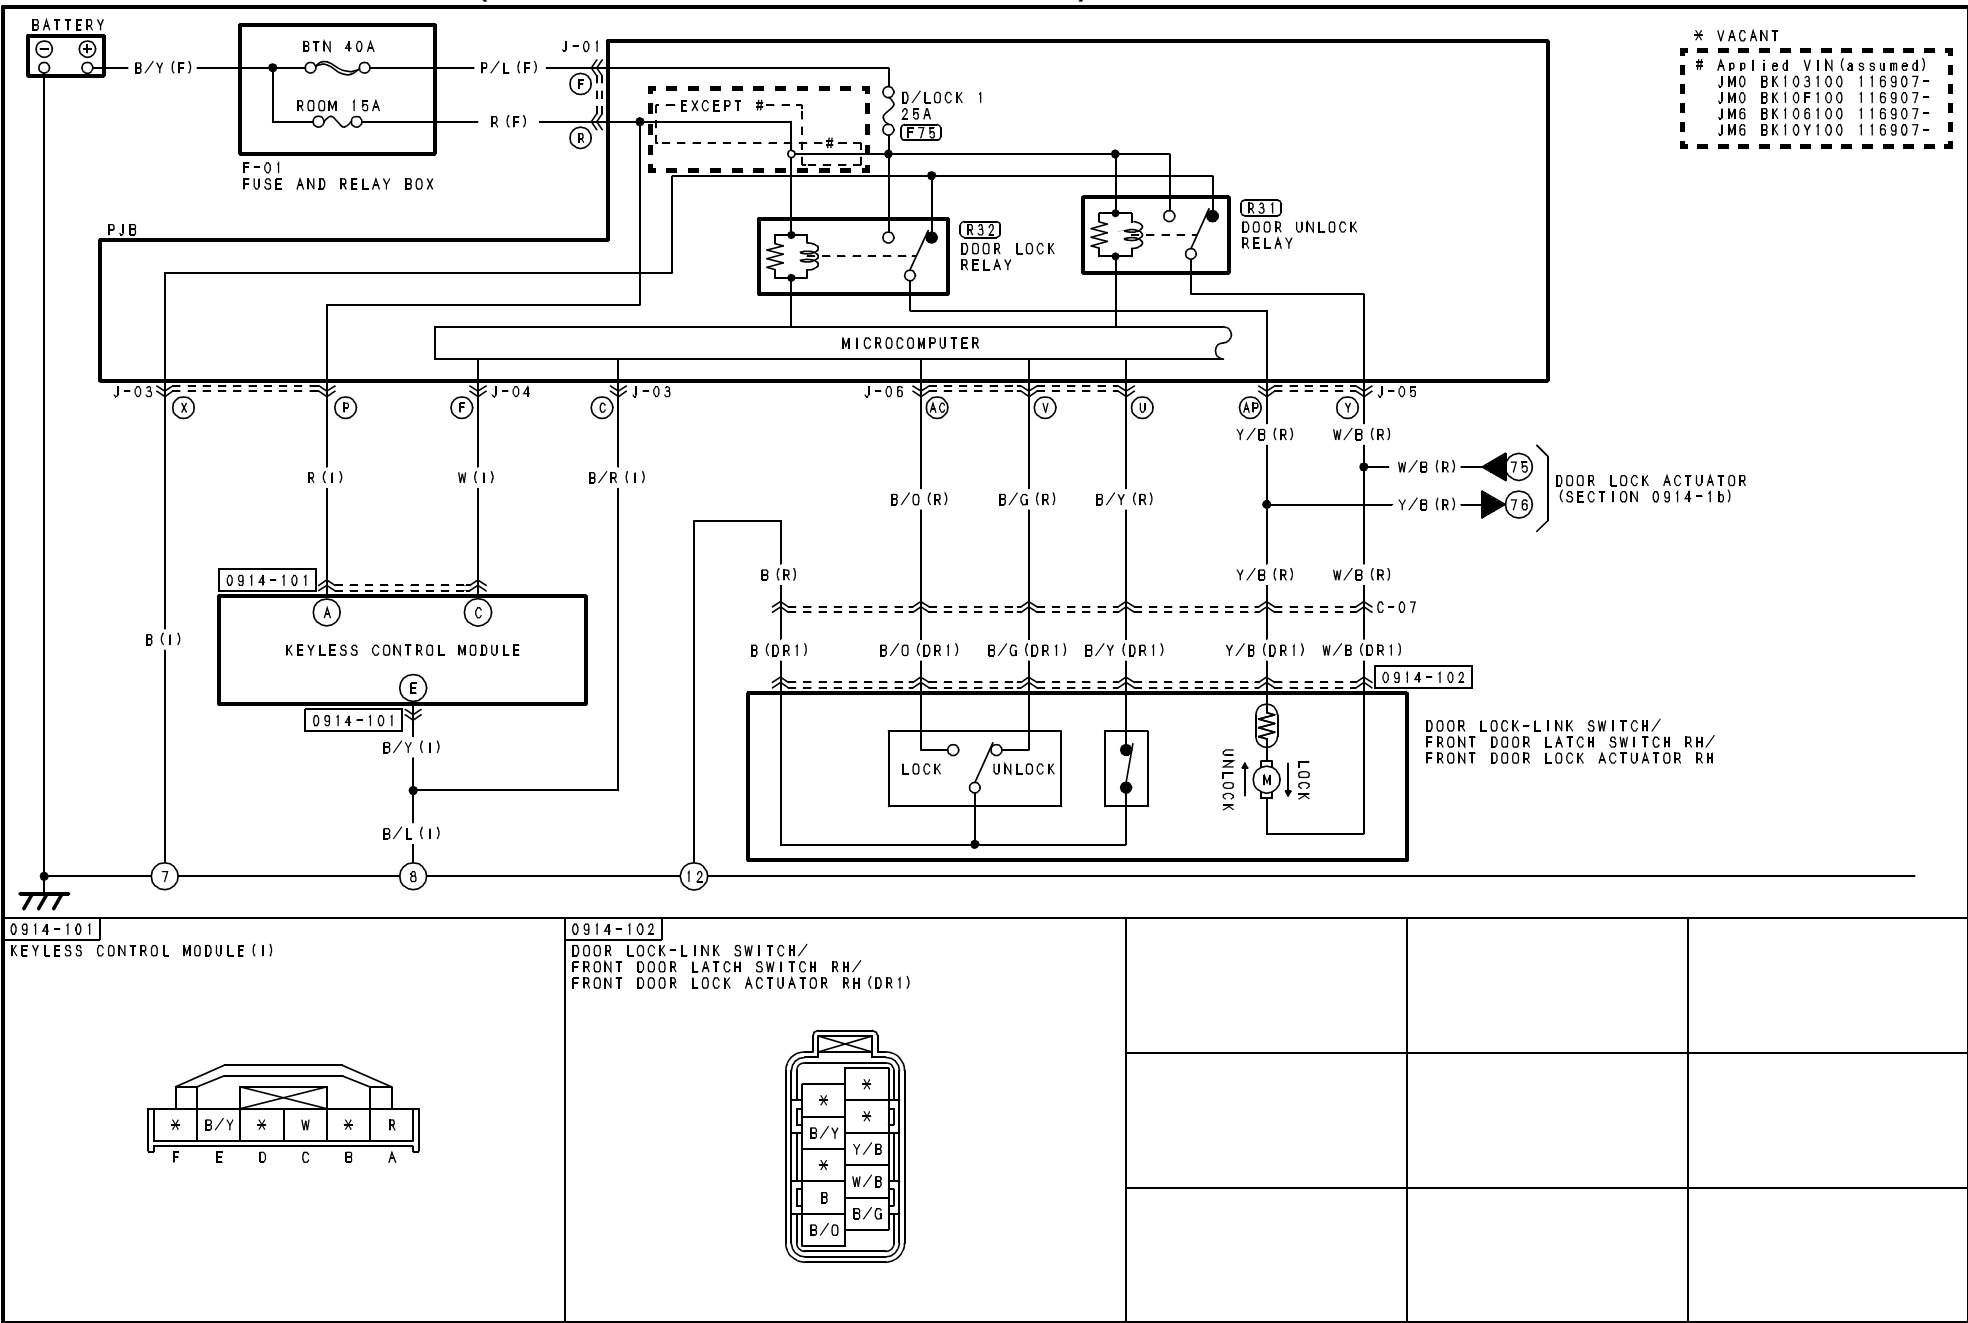 BATTERY
− +
B/Y(F)
BTN 40A
ROOM 15A
F-01
FUSE AND RELAY BOX
P/L(F)
R(F)
J-01
F
R
EXCEPT #
#
D/LOCK 1
25A
F75
* VACANT
# Applied VIN(assumed)
JM0 BK103100 116907-
JM0 BK10F100 116907-
JM6 BK106100 116907-
JM6 BK10Y100 116907-
PJB
R32
DOOR LOCK
RELAY
R31
DOOR UNLOCK
RELAY
MICROCOMPUTER
J-03
X
P
F
J-04
C
J-03
J-06
AC
V
U
AP
Y
J-05
Y/B(R)
W/B(R)
W/B(R)
75
Y/B(R)
76
DOOR LOCK ACTUATOR
(SECTION 0914-1b)
R(I)
W(I)
B/R(I)
B/O(R)
B/G(R)
B/Y(R)
B(R)
Y/B(R)
W/B(R)
C-07
0914-101
A
C
KEYLESS CONTROL MODULE
E
0914-101
B(I)
B/Y(I)
B/L(I)
B(DR1)
B/O(DR1)
B/G(DR1)
B/Y(DR1)
Y/B(DR1)
W/B(DR1)
0914-102
LOCK
UNLOCK
UNLOCK
M
LOCK
DOOR LOCK-LINK SWITCH/
FRONT DOOR LATCH SWITCH RH/
FRONT DOOR LOCK ACTUATOR RH
7
8
12
0914-101
KEYLESS CONTROL MODULE(I)
* B/Y * W * R
F E D C B A
0914-102
DOOR LOCK-LINK SWITCH/
FRONT DOOR LATCH SWITCH RH/
FRONT DOOR LOCK ACTUATOR RH(DR1)
*
*
*
B/Y
Y/B
*
W/B
B
B/G
B/O